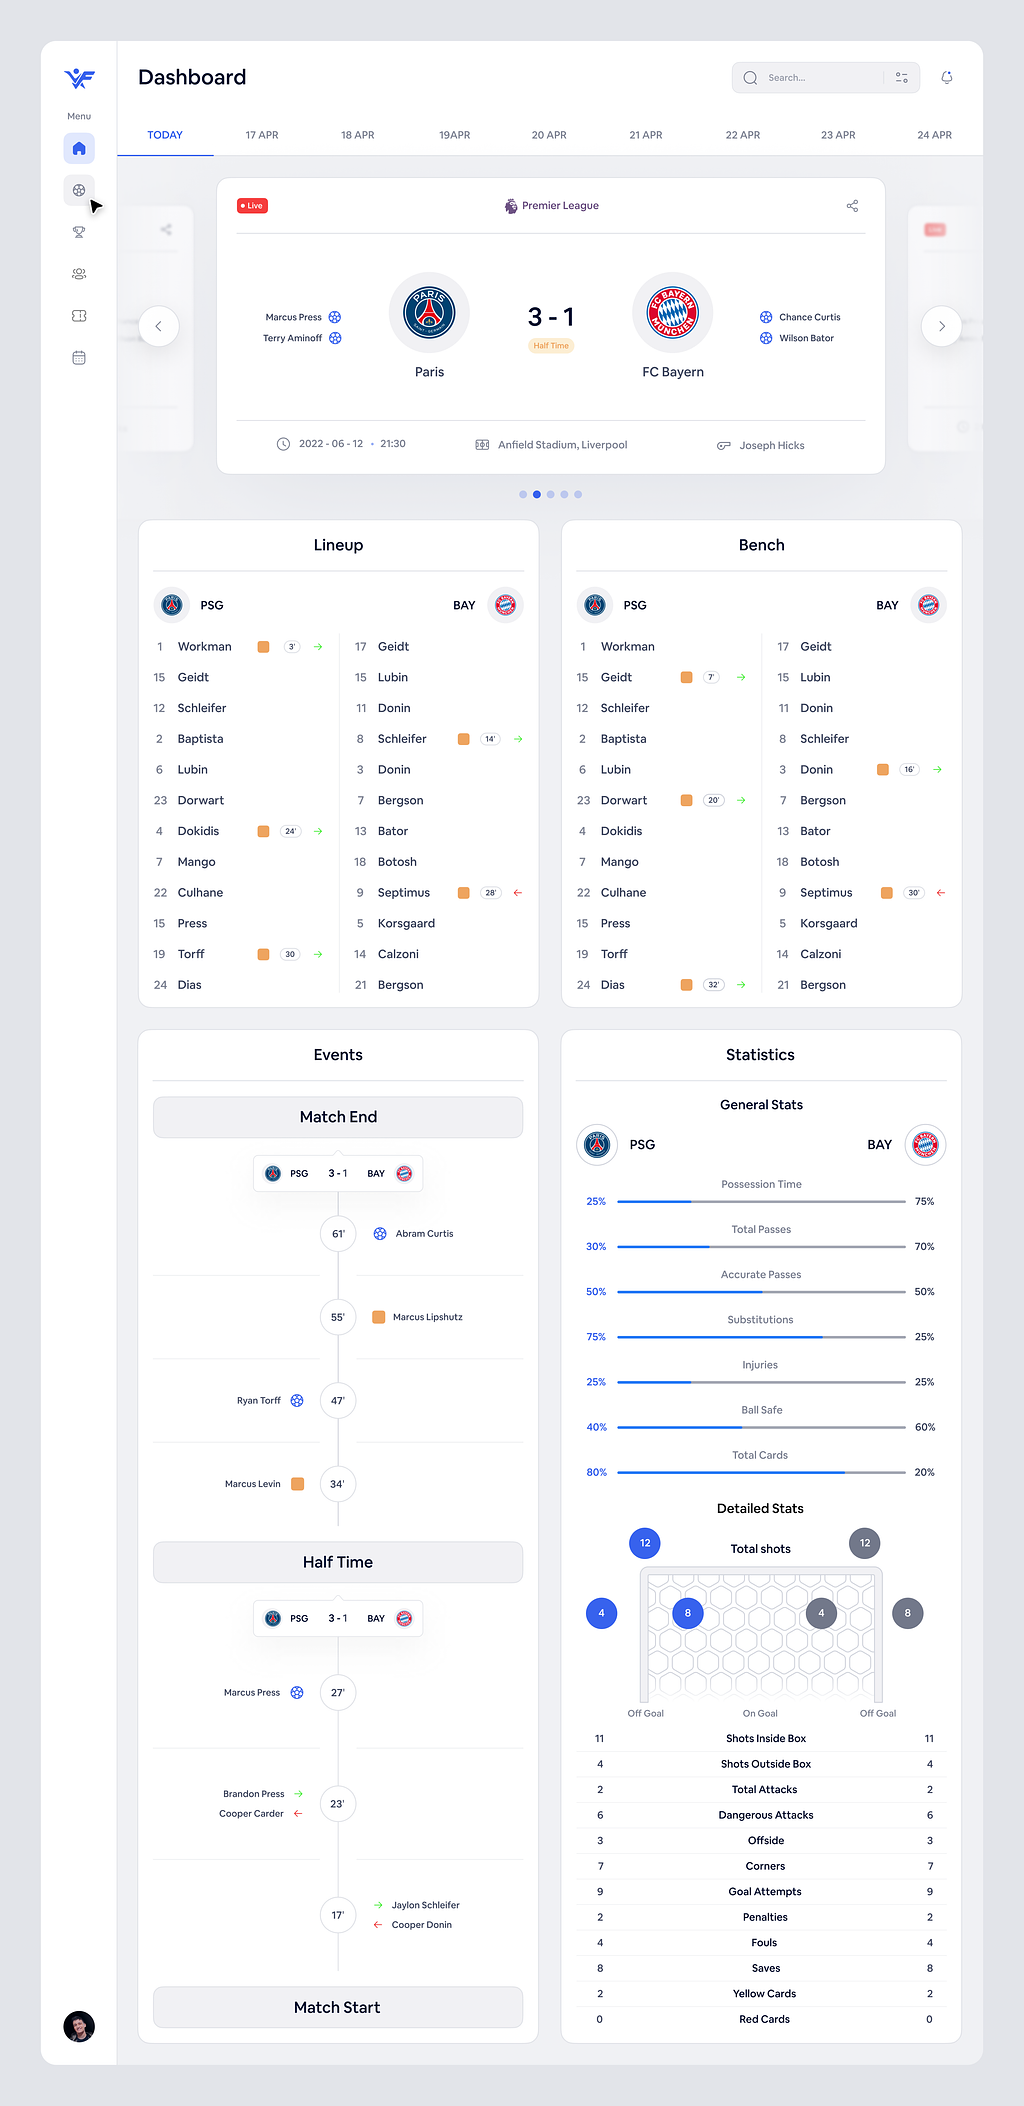 Dashboard
Search...
Menu
TODAY 17 APR 18 APR 19APR 20 APR 21 APR 22 APR 23 APR 24 APR
Live
Premier League
Marcus Press
Terry Aminoff
PARIS
SAINT-GERMAIN
Paris
3 - 1
Half Time
FC BAYERN
MÜNCHEN
FC Bayern
Chance Curtis
Wilson Bator
2022 - 06 - 12 • 21:30
Anfield Stadium, Liverpool
Joseph Hicks
Lineup
PSG BAY
1 Workman 3' 17 Geidt
15 Geidt 15 Lubin
12 Schleifer 11 Donin
2 Baptista 8 Schleifer 14'
6 Lubin 3 Donin
23 Dorwart 7 Bergson
4 Dokidis 24' 13 Bator
7 Mango 18 Botosh
22 Culhane 9 Septimus 28'
15 Press 5 Korsgaard
19 Torff 30 14 Calzoni
24 Dias 21 Bergson
Bench
PSG BAY
1 Workman 17 Geidt
15 Geidt 7' 15 Lubin
12 Schleifer 11 Donin
2 Baptista 8 Schleifer
6 Lubin 3 Donin 16'
23 Dorwart 20' 7 Bergson
4 Dokidis 13 Bator
7 Mango 18 Botosh
22 Culhane 9 Septimus 30'
15 Press 5 Korsgaard
19 Torff 14 Calzoni
24 Dias 32' 21 Bergson
Events
Match End
PSG 3 - 1 BAY
61' Abram Curtis
55' Marcus Lipshutz
Ryan Torff 47'
Marcus Levin 34'
Half Time
PSG 3 - 1 BAY
Marcus Press 27'
Brandon Press
Cooper Carder
23'
17'
Jaylon Schleifer
Cooper Donin
Match Start
Statistics
General Stats
PSG BAY
Possession Time
25% 75%
Total Passes
30% 70%
Accurate Passes
50% 50%
Substitutions
75% 25%
Injuries
25% 25%
Ball Safe
40% 60%
Total Cards
80% 20%
Detailed Stats
12 Total shots 12
4 8 4 8
Off Goal On Goal Off Goal
11 Shots Inside Box 11
4 Shots Outside Box 4
2 Total Attacks 2
6 Dangerous Attacks 6
3 Offside 3
7 Corners 7
9 Goal Attempts 9
2 Penalties 2
4 Fouls 4
8 Saves 8
2 Yellow Cards 2
0 Red Cards 0